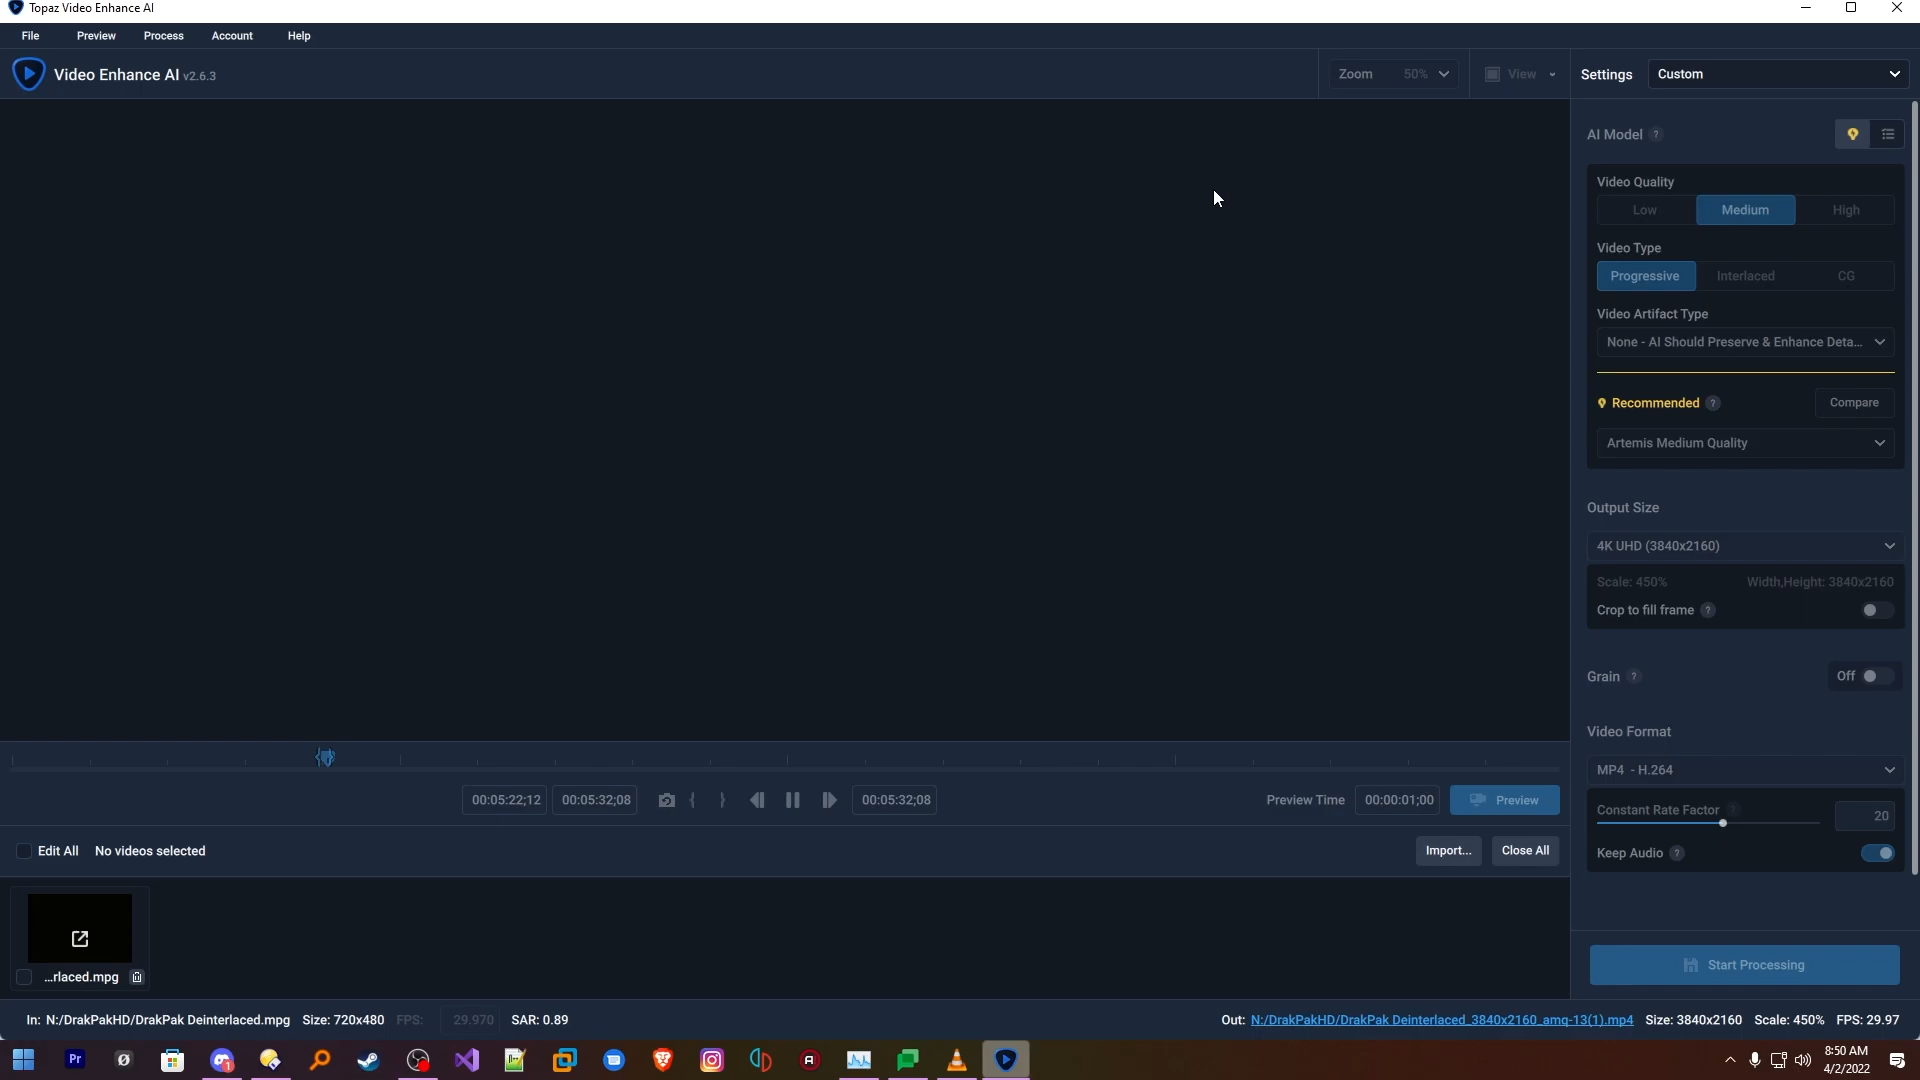 Topaz Video Enhance AI
File Preview Process Account Help
Video Enhance AI v2.6.3
Zoom 50% View
Settings Custom
AI Model ?
Video Quality
Low Medium High
Video Type
Progressive Interlaced CG
Video Artifact Type
None - AI Should Preserve & Enhance Deta...
Recommended ? Compare
Artemis Medium Quality
Output Size
4K UHD (3840x2160)
Scale: 450% Width,Height: 3840x2160
Crop to fill frame ?
Grain ? Off
Video Format
MP4 - H.264
Constant Rate Factor ? 20
Keep Audio ?
00:05:22;12 00:05:32;08 { } 00:05:32;08
Preview Time 00:00:01;00 Preview
Edit All No videos selected
Import... Close All
...rlaced.mpg
Start Processing
In: N:/DrakPakHD/DrakPak Deinterlaced.mpg Size: 720x480 FPS: 29.970 SAR: 0.89
Out: N:/DrakPakHD/DrakPak Deinterlaced_3840x2160_amq-13(1).mp4 Size: 3840x2160 Scale: 450% FPS: 29.97
Pr
1
8:50 AM
4/2/2022